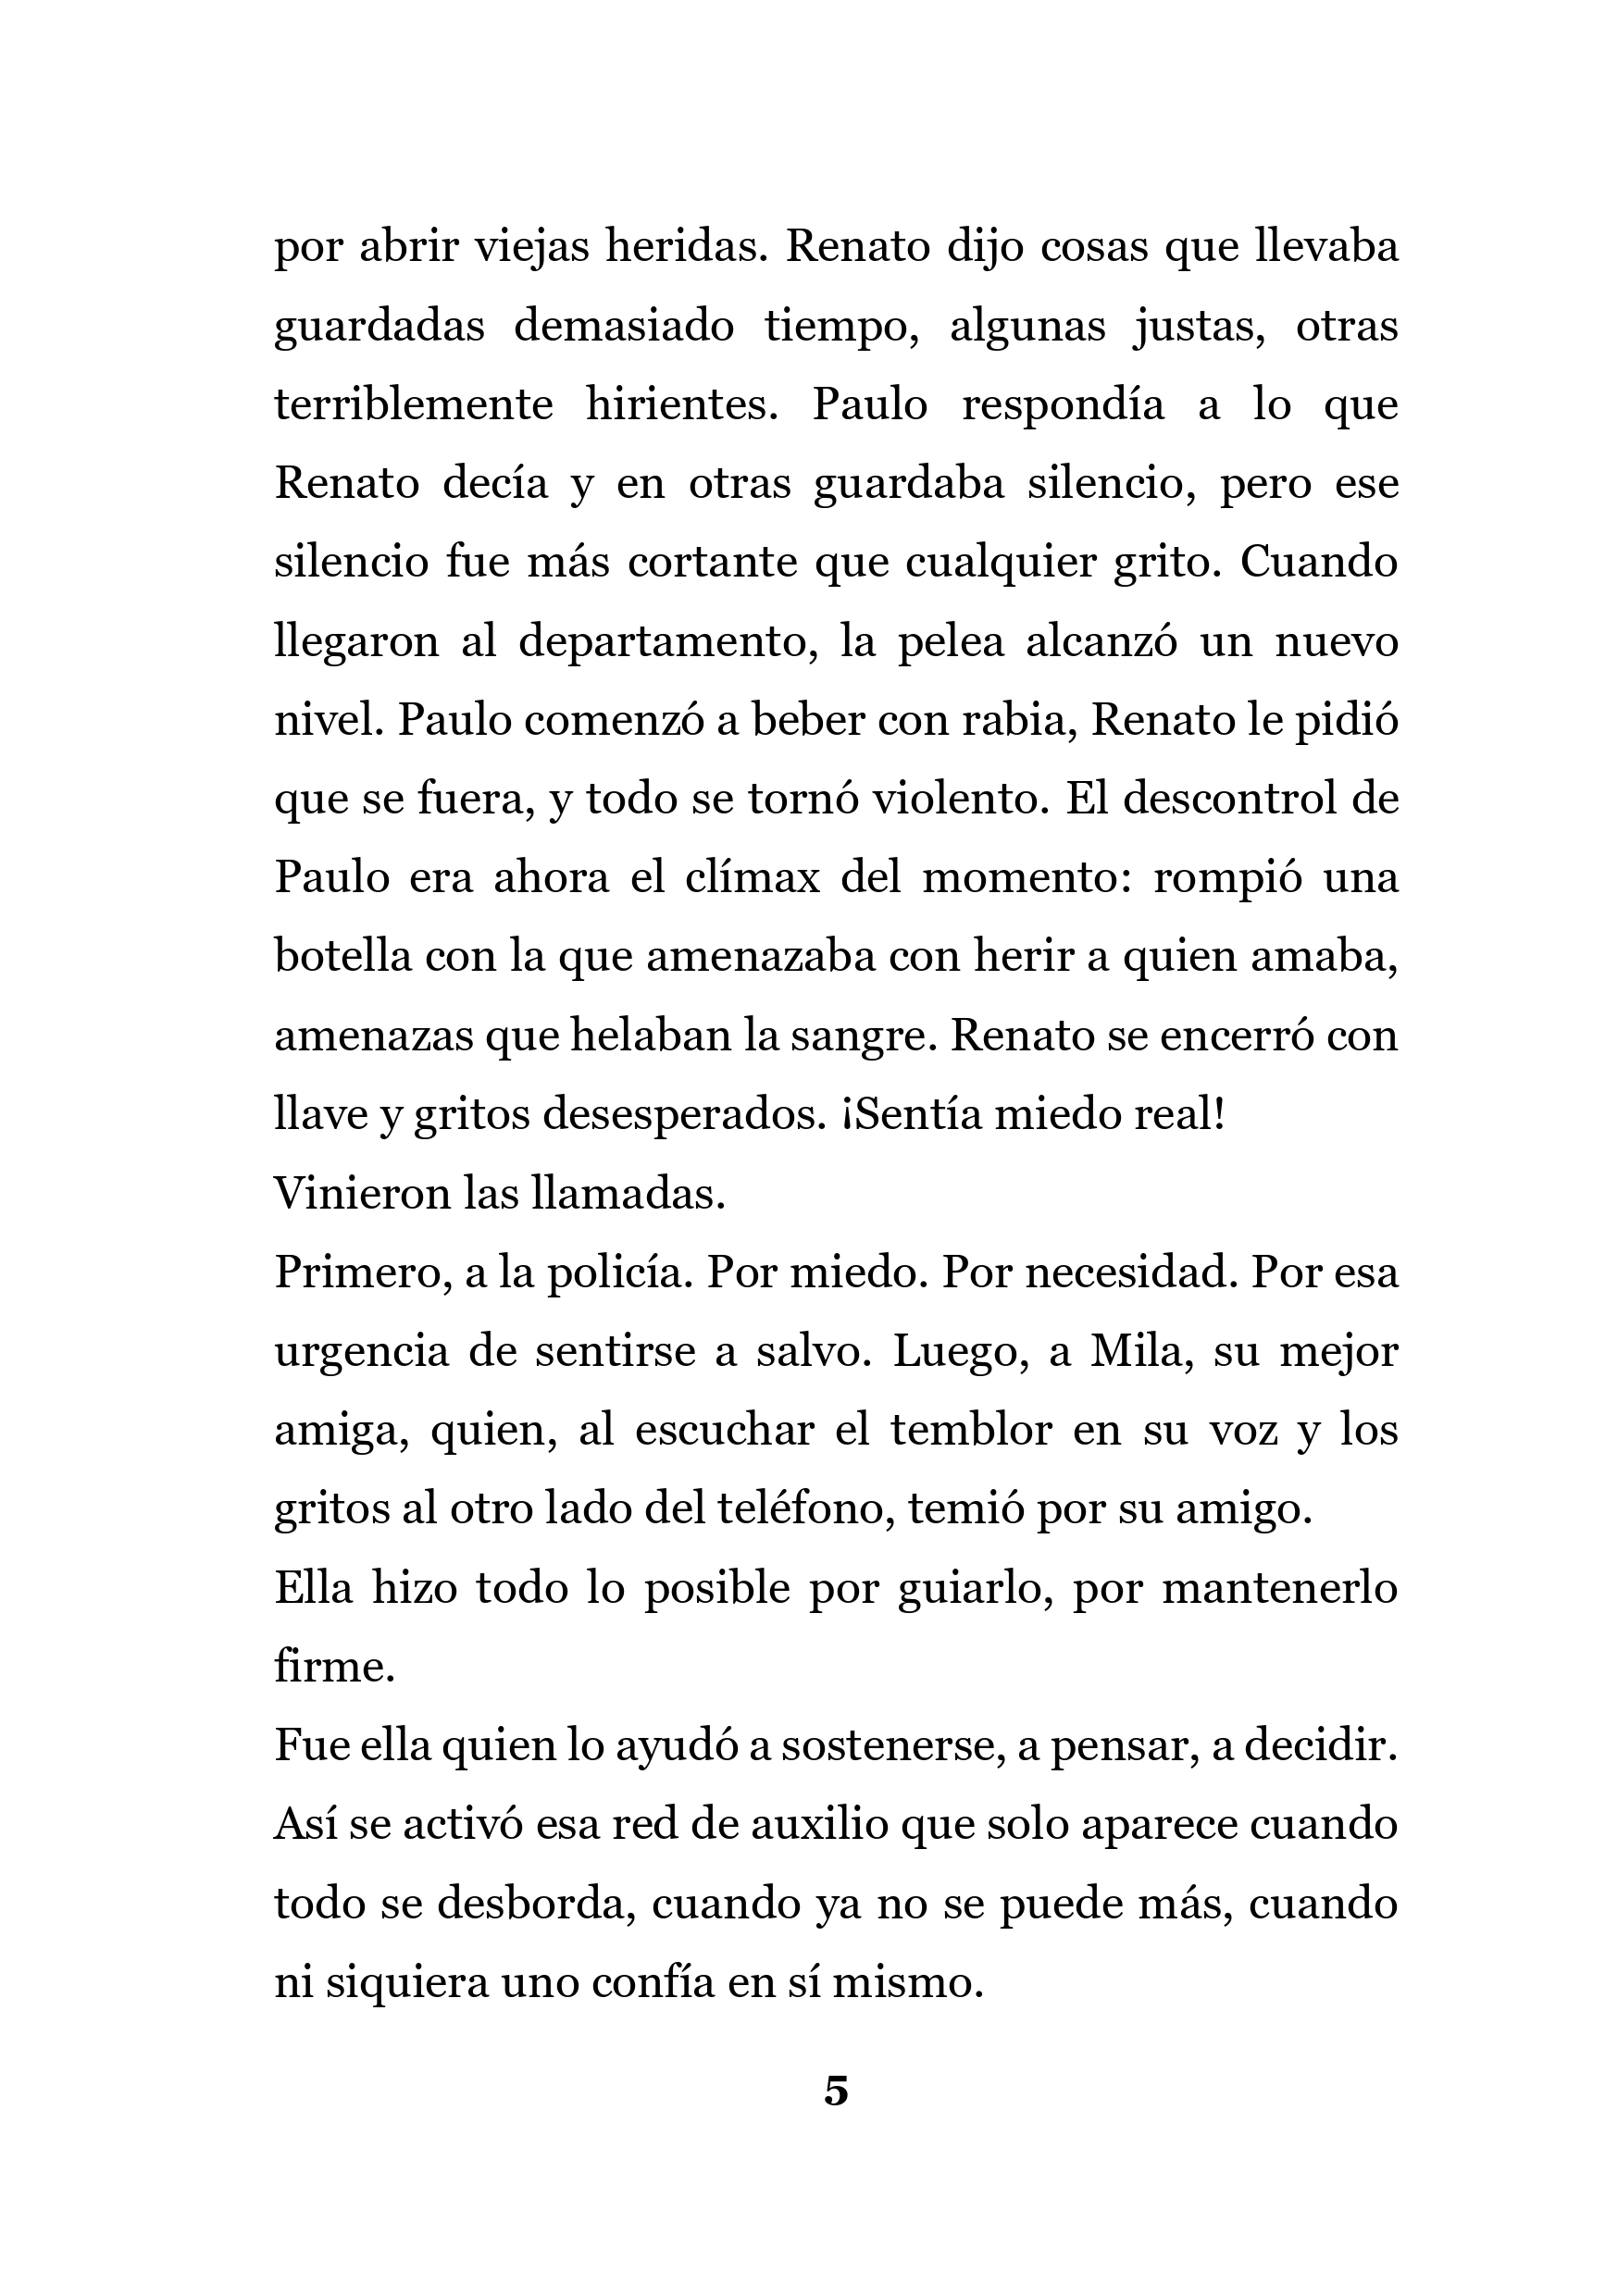 por abrir viejas heridas. Renato dijo cosas que llevaba
guardadas demasiado tiempo, algunas justas, otras
terriblemente hirientes. Paulo respondía a lo que
Renato decía y en otras guardaba silencio, pero ese
silencio fue más cortante que cualquier grito. Cuando
llegaron al departamento, la pelea alcanzó un nuevo
nivel. Paulo comenzó a beber con rabia, Renato le pidió
que se fuera, y todo se tornó violento. El descontrol de
Paulo era ahora el clímax del momento: rompió una
botella con la que amenazaba con herir a quien amaba,
amenazas que helaban la sangre. Renato se encerró con
llave y gritos desesperados. ¡Sentía miedo real!
Vinieron las llamadas.
Primero, a la policía. Por miedo. Por necesidad. Por esa
urgencia de sentirse a salvo. Luego, a Mila, su mejor
amiga, quien, al escuchar el temblor en su voz y los
gritos al otro lado del teléfono, temió por su amigo.
Ella hizo todo lo posible por guiarlo, por mantenerlo
firme.
Fue ella quien lo ayudó a sostenerse, a pensar, a decidir.
Así se activó esa red de auxilio que solo aparece cuando
todo se desborda, cuando ya no se puede más, cuando
ni siquiera uno confía en sí mismo.
5